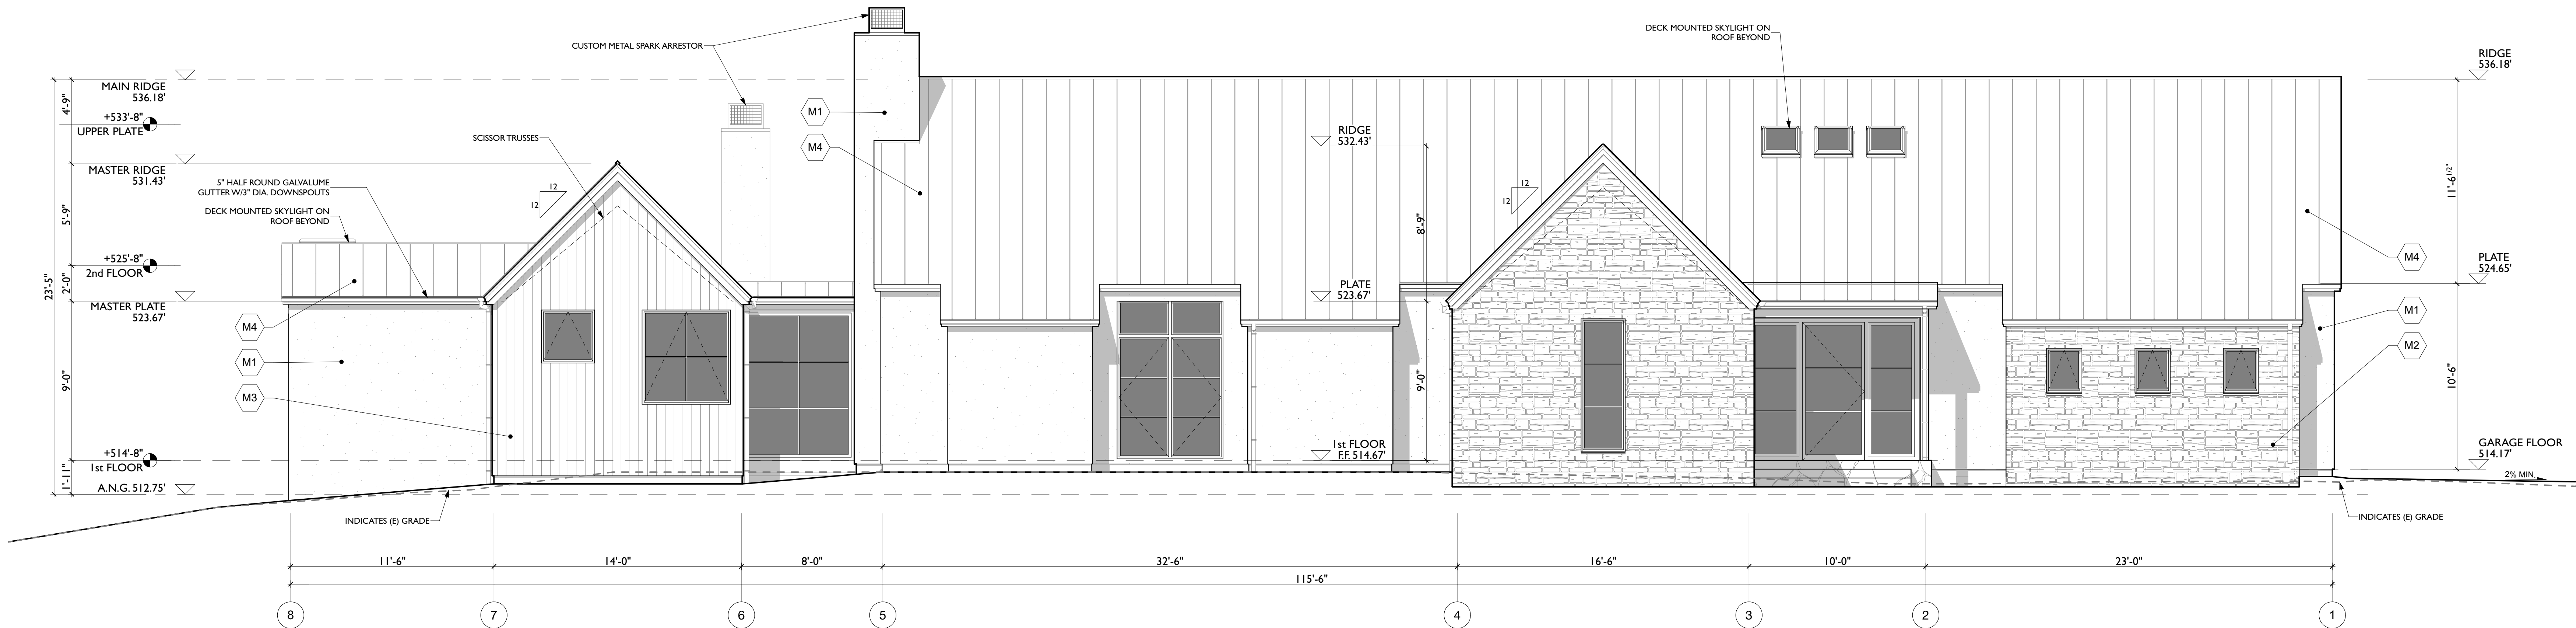 CUSTOM METAL SPARK ARRESTOR
DECK MOUNTED SKYLIGHT ON
ROOF BEYOND
RIDGE
536.18'
MAIN RIDGE
536.18'
4'-9"
+533'-8"
UPPER PLATE
M1
SCISSOR TRUSSES
M4
RIDGE
532.43'
MASTER RIDGE
531.43'
5" HALF ROUND GALVALUME
GUTTER W/3" DIA. DOWNSPOUTS
DECK MOUNTED SKYLIGHT ON
ROOF BEYOND
12
12
12
12
5'-9"
8'-9"
11'-6 1/2"
+525'-8"
2nd FLOOR
2'-0"
23'-5"
MASTER PLATE
523.67'
PLATE
523.67'
M4
PLATE
524.65'
M4
M1
M3
M1
M2
9'-0"
9'-0"
10'-6"
+514'-8"
1st FLOOR
1'-11"
A.N.G. 512.75'
1st FLOOR
F.F. 514.67'
GARAGE FLOOR
514.17'
2% MIN.
INDICATES (E) GRADE
INDICATES (E) GRADE
11'-6"
14'-0"
8'-0"
32'-6"
16'-6"
10'-0"
23'-0"
115'-6"
8
7
6
5
4
3
2
1